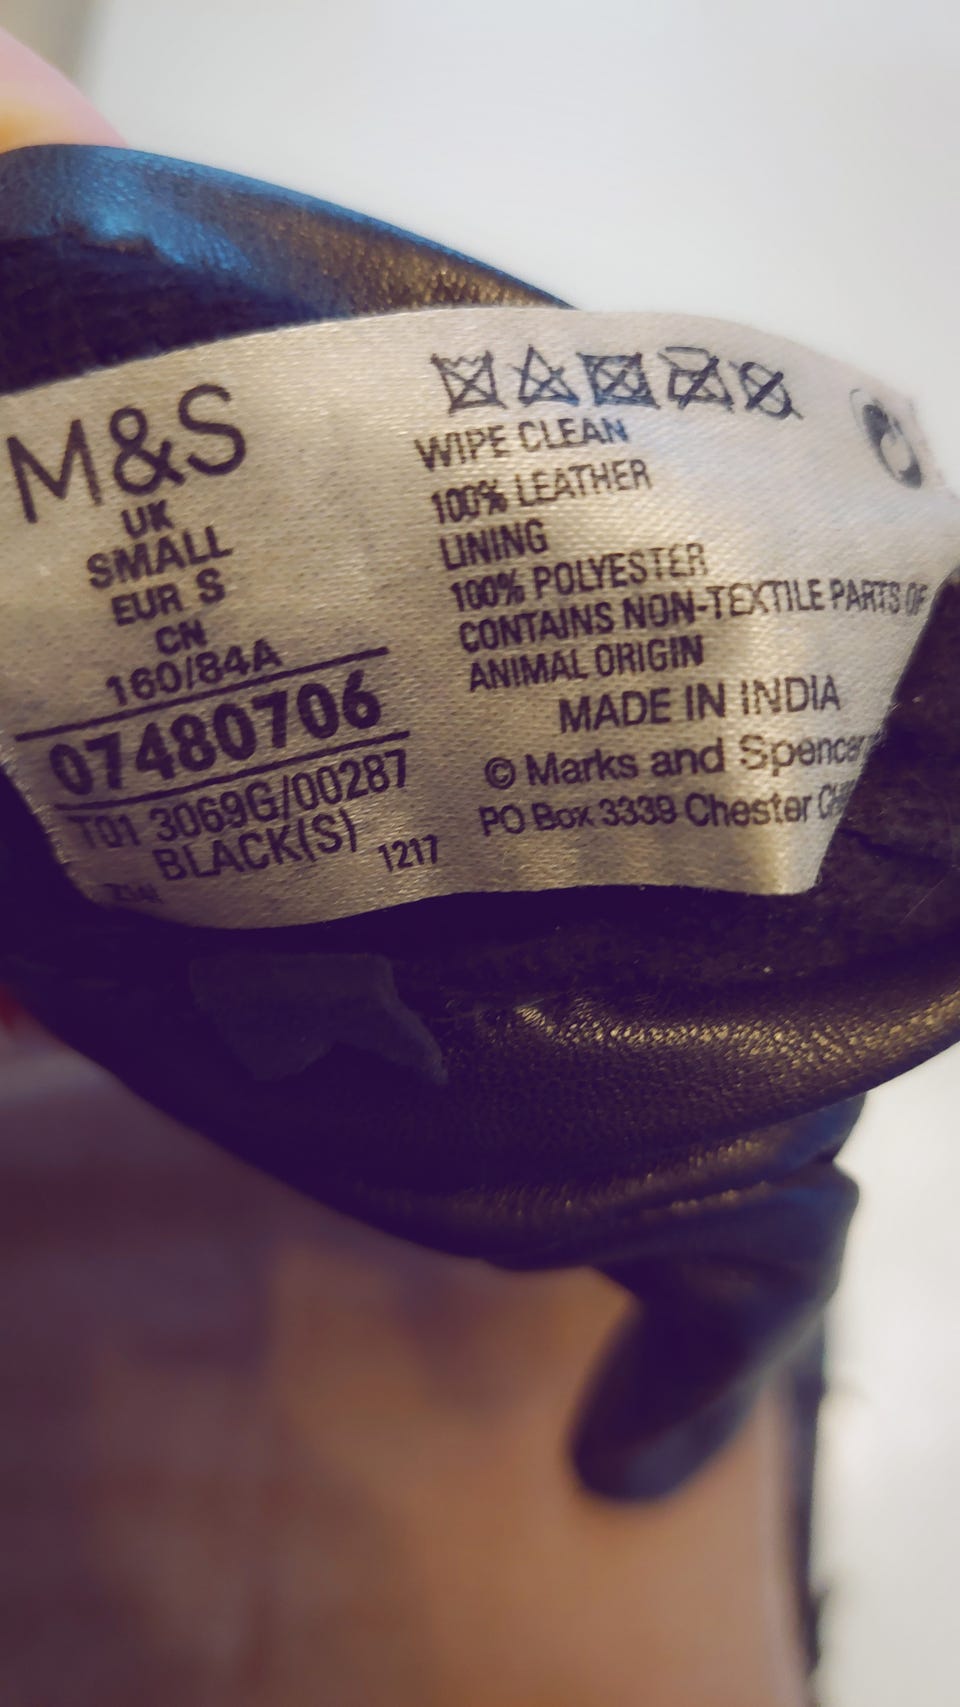 M&S
UK
SMALL
EUR S
CN
160/84A
07480706
T01 3069G/00287
BLACK(S)
1217
WIPE CLEAN
100% LEATHER
LINING
100% POLYESTER
CONTAINS NON-TEXTILE PARTS OF
ANIMAL ORIGIN
MADE IN INDIA
© Marks and Spencer
PO Box 3339 Chester